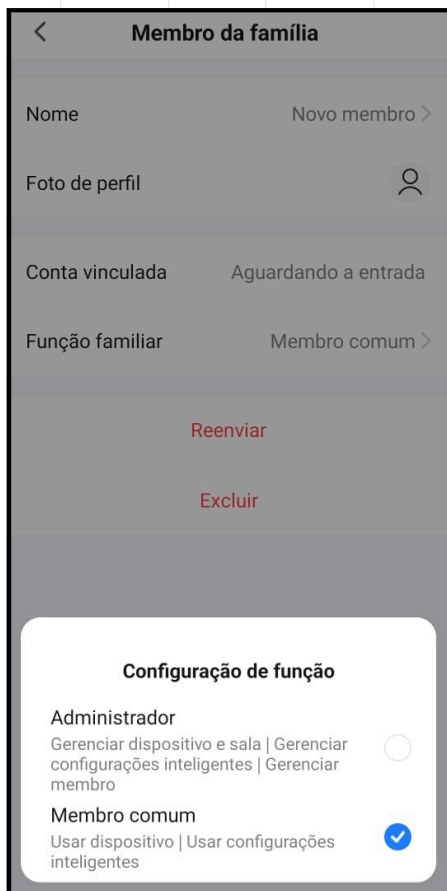 Membro da família
Nome
Novo membro
Foto de perfil
Conta vinculada
Aguardando a entrada
Função familiar
Membro comum
Reenviar
Excluir
Configuração de função
Administrador
Gerenciar dispositivo e sala | Gerenciar
configurações inteligentes | Gerenciar
membro
Membro comum
Usar dispositivo | Usar configurações
inteligentes